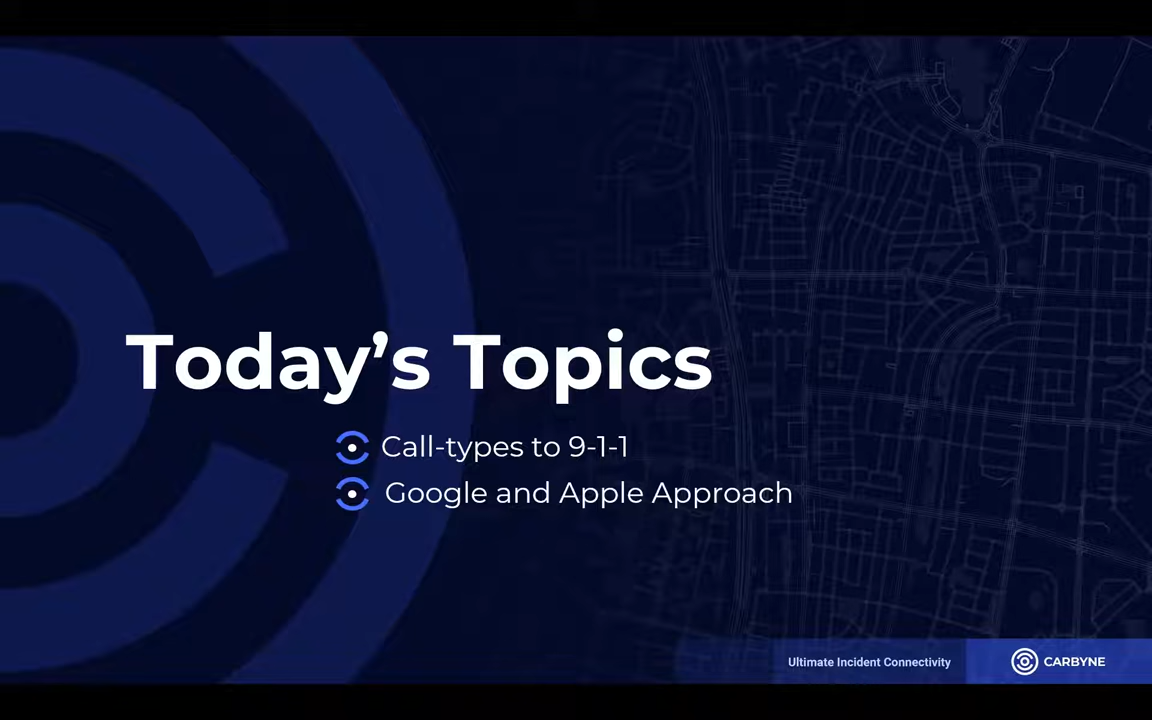 Today's Topics
Call-types to 9-1-1
Google and Apple Approach
Ultimate Incident Connectivity
CARBYNE